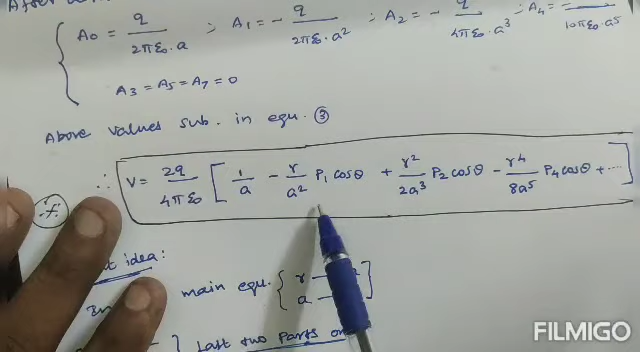 A₀ = q / 2πε₀.a ; A₁ = - q / 2πε₀.a² ; A₂ = - q / 4πε₀.a³ ; A₄ = / 10πε₀.a⁵
A₃ = A₅ = A₇ = 0
Above values sub. in equ. ③
∴ V = 2q / 4πε₀ [ 1/a - r/a² P₁ cosθ + r²/2a³ P₂ cosθ - r⁴/8a⁵ P₄ cosθ + ---- ]
idea:
main equ. { r
a
Last two parts
FILMIGO